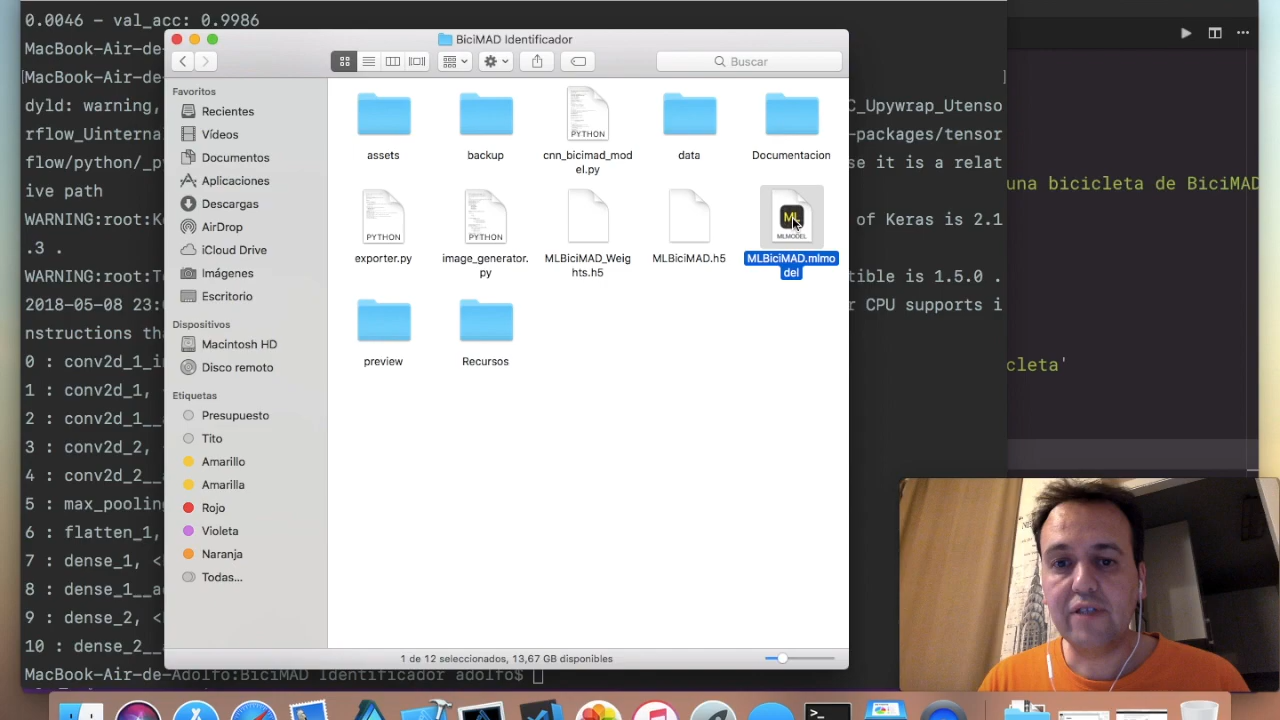 0.0046 - val_acc: 0.9986
MacBook-Air-de-
MacBook-Air-de-
dyld: warning,
C_Upywrap_Utenso
rflow_Uinterna
-packages/tensor
flow/python/_p
se it is a relat
ive path
WARNING:root:K
of Keras is 2.1
.3 .
WARNING:root:T
tible is 1.5.0 .
2018-05-08 23:
r CPU supports i
nstructions tha
0 : conv2d_1_i
1 : conv2d_1,
2 : conv2d_1_
3 : conv2d_2,
4 : conv2d_2_
5 : max_pooling
6 : flatten_1,
7 : dense_1, <
8 : dense_1__a
9 : dense_2, <
10 : dense_2__
MacBook-Air-de-Adolfo:BiciMAD Identificador adolfo$
BiciMAD Identificador
Buscar
Favoritos
Recientes
Vídeos
Documentos
Aplicaciones
Descargas
AirDrop
iCloud Drive
Imágenes
Escritorio
Dispositivos
Macintosh HD
Disco remoto
Etiquetas
Presupuesto
Tito
Amarillo
Amarilla
Rojo
Violeta
Naranja
Todas...
assets
backup
PYTHON
cnn_bicimad_mod
el.py
data
Documentacion
PYTHON
exporter.py
PYTHON
image_generator.
py
MLBiciMAD_Weig
hts.h5
MLBiciMAD.h5
ML
MLMODEL
MLBiciMAD.mlmo
del
preview
Recursos
1 de 12 seleccionados, 13,67 GB disponibles
una bicicleta de BiciMAD
cleta'